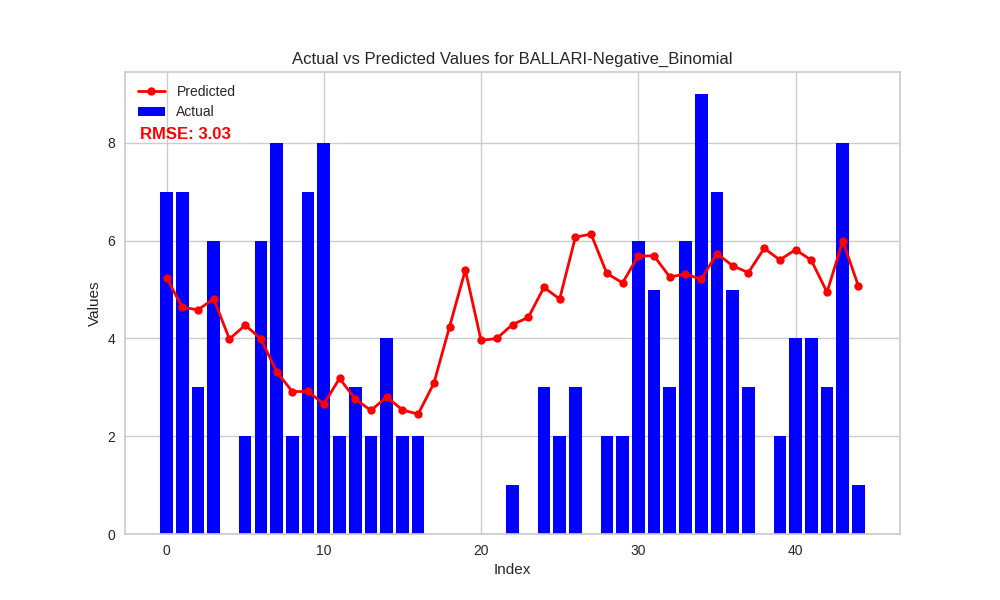 Actual vs Predicted Values for BALLARI-Negative_Binomial
Predicted
Actual
RMSE: 3.03
Values
8
6
4
2
0
0 10 20 30 40
Index